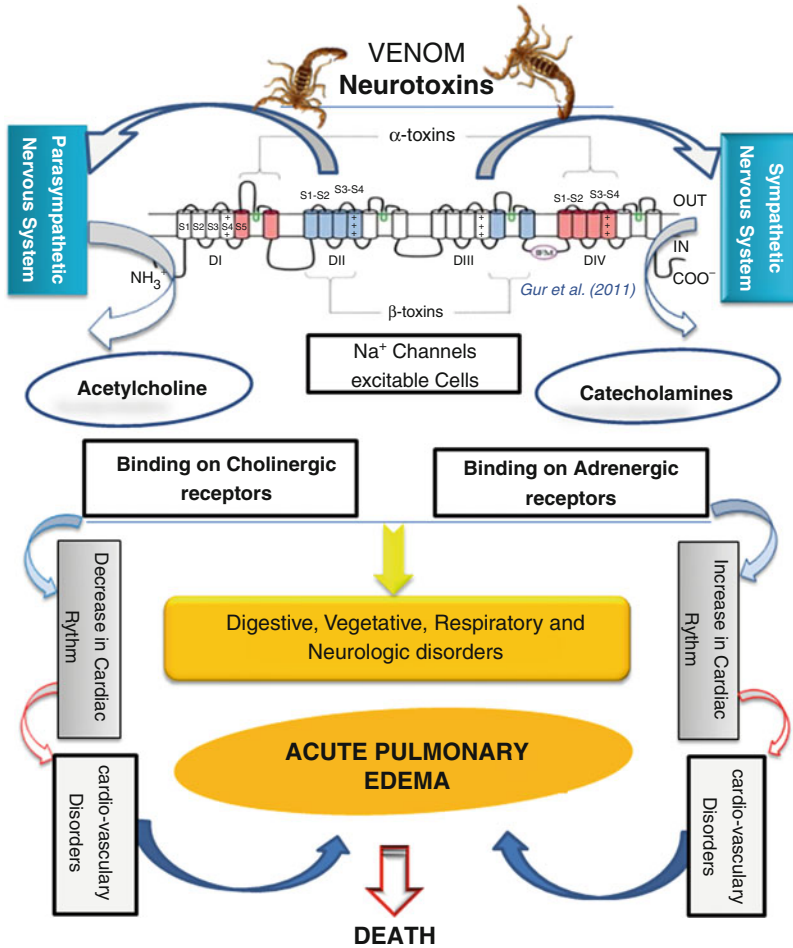 VENOM
Neurotoxins
Parasympathetic
Nervous System
Sympathetic
Nervous System
α-toxins
S1-S2
S3-S4
S1-S2
S3-S4
OUT
S1
S2
S3
S4
S5
+
+
+
+
+
+
+
+
+
+
+
IN
DI
DII
DIII
DIV
NH3+
COO−
Gur et al. (2011)
β-toxins
Na+ Channels
excitable Cells
Acetylcholine
Catecholamines
Binding on Cholinergic
receptors
Binding on Adrenergic
receptors
Decrease in Cardiac
Rythm
Increase in Cardiac
Rythm
Digestive, Vegetative, Respiratory and
Neurologic disorders
ACUTE PULMONARY
EDEMA
cardio-vasculary
Disorders
cardio-vasculary
Disorders
DEATH